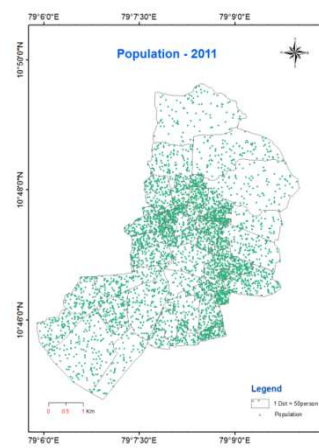 79°6'0"E 79°7'30"E 79°9'0"E
Population - 2011
10°50'0"N
10°48'0"N
10°46'0"N
Legend
1 Dot = 50person
Population
0 0.5 1 Km
79°6'0"E 79°7'30"E 79°9'0"E